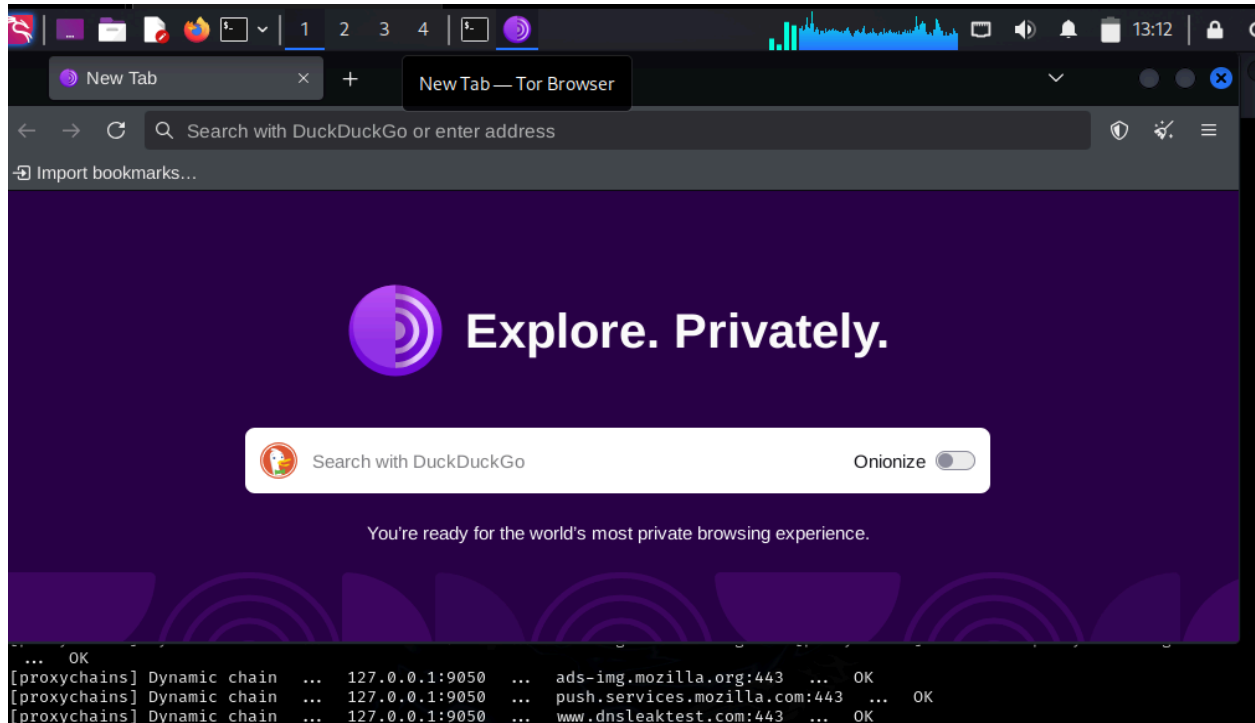 1 2 3 4 13:12
New Tab
New Tab — Tor Browser
Search with DuckDuckGo or enter address
Import bookmarks…
Explore. Privately.
Search with DuckDuckGo Onionize
You're ready for the world's most private browsing experience.
... OK
[proxychains] Dynamic chain ... 127.0.0.1:9050 ... ads-img.mozilla.org:443 ... OK
[proxychains] Dynamic chain ... 127.0.0.1:9050 ... push.services.mozilla.com:443 ... OK
[proxychains] Dynamic chain ... 127.0.0.1:9050 ... www.dnsleaktest.com:443 ... OK